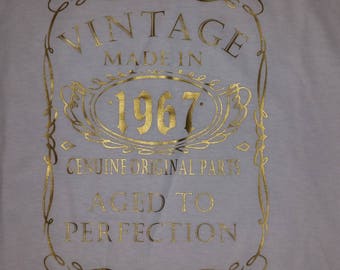 VINTAGE
MADE IN
1967
GENUINE ORIGINAL PARTS
AGED TO
PERFECTION